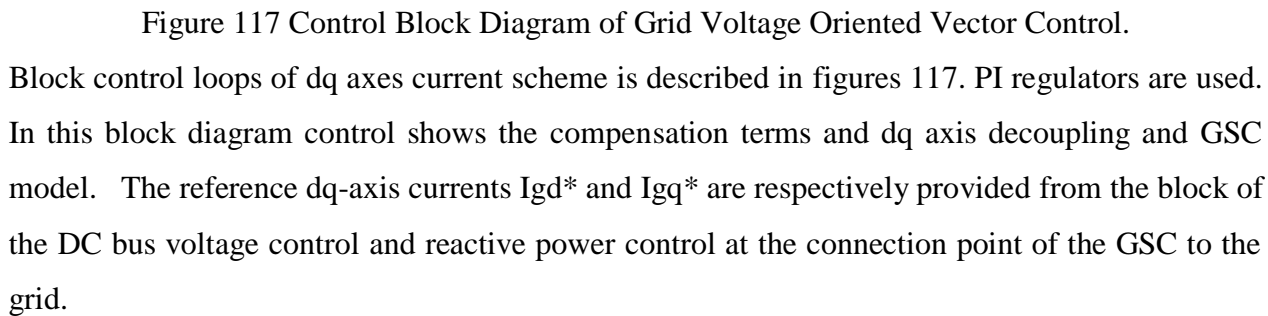 Figure 117 Control Block Diagram of Grid Voltage Oriented Vector Control.
Block control loops of dq axes current scheme is described in figures 117. PI regulators are used.
In this block diagram control shows the compensation terms and dq axis decoupling and GSC
model. The reference dq-axis currents Igd* and Igq* are respectively provided from the block of
the DC bus voltage control and reactive power control at the connection point of the GSC to the
grid.